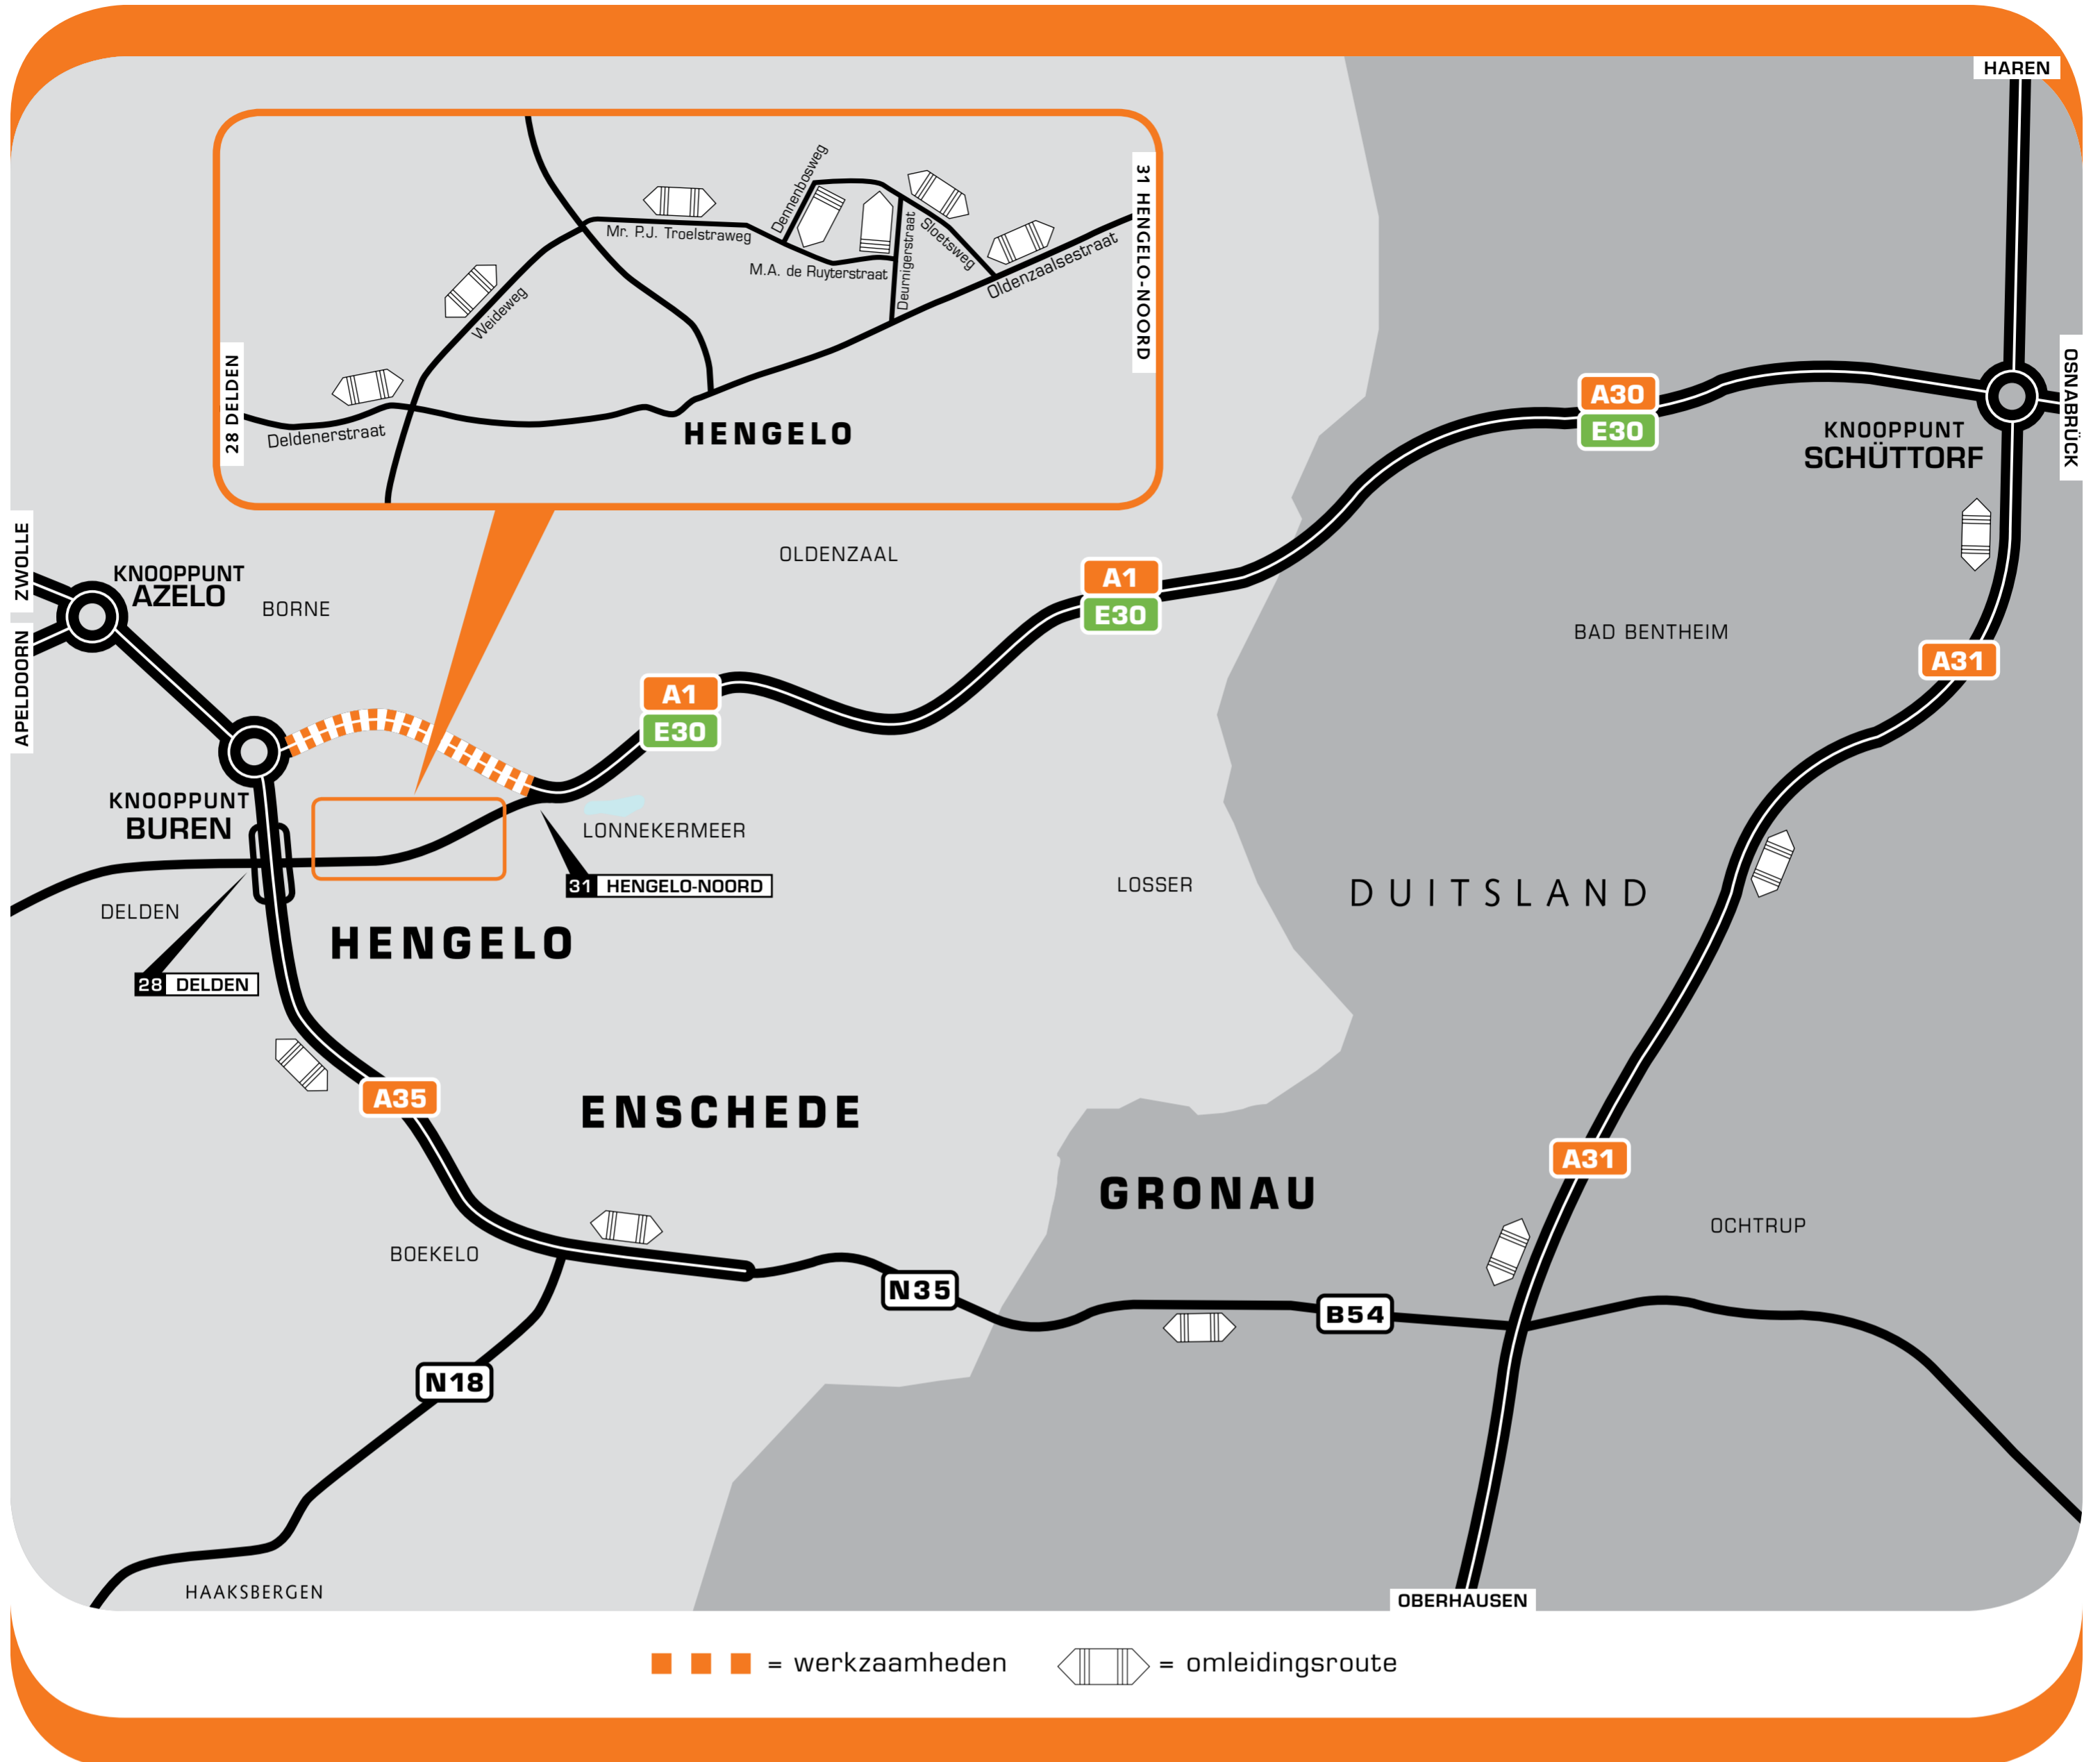 HAREN
31 HENGELO-NOORD
Dennenbosweg
Mr. P.J. Troelstraweg
Sloetsweg
Deurnigerstraat
M.A. de Ruyterstraat
Oldenzaalsestraat
Weideweg
28 DELDEN
Deldenerstraat
HENGELO
OSNABRÜCK
A30
E30
KNOOPPUNT
SCHÜTTORF
ZWOLLE
OLDENZAAL
KNOOPPUNT
AZELO
BORNE
A1
E30
BAD BENTHEIM
APELDOORN
A31
A1
E30
KNOOPPUNT
BUREN
LONNEKERMEER
31 HENGELO-NOORD
LOSSER
DUITSLAND
DELDEN
HENGELO
28 DELDEN
A35
ENSCHEDE
A31
GRONAU
OCHTRUP
BOEKELO
N35
B54
N18
HAAKSBERGEN
OBERHAUSEN
= werkzaamheden
= omleidingsroute